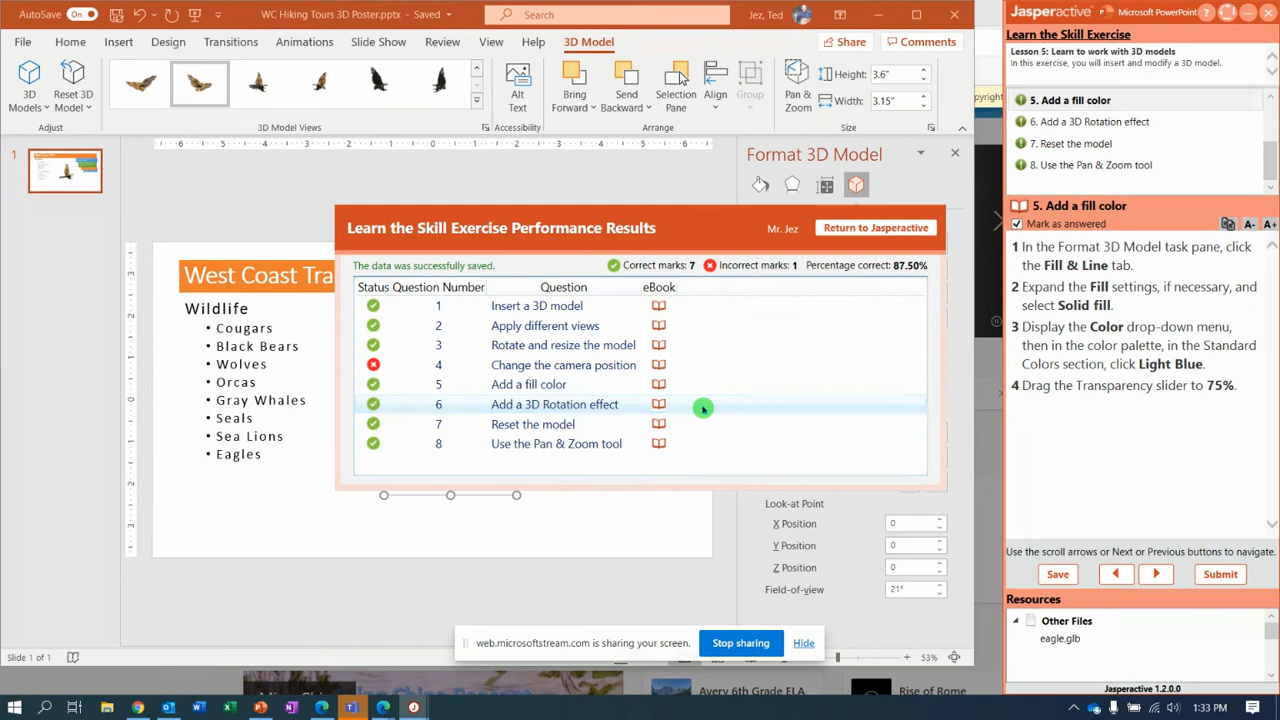 AutoSave
On
WC Hiking Tours 3D Poster.pptx - Saved
Search
Jez, Ted
File
Home
Insert
Design
Transitions
Animations
Slide Show
Review
View
Help
3D Model
Share
Comments
3D
Models
Reset 3D
Model
Adjust
3D Model Views
Alt
Text
Accessibility
Bring
Forward
Send
Backward
Selection
Pane
Align
Group
Arrange
Pan &
Zoom
Height: 3.6"
Width: 3.15"
Size
1
Format 3D Model
West Coast Tra
Wildlife
• Cougars
• Black Bears
• Wolves
• Orcas
• Gray Whales
• Seals
• Sea Lions
• Eagles
Learn the Skill Exercise Performance Results
Mr. Jez
Return to Jasperactive
The data was successfully saved.
Correct marks: 7
Incorrect marks: 1
Percentage correct: 87.50%
Status Question Number Question eBook
1 Insert a 3D model
2 Apply different views
3 Rotate and resize the model
4 Change the camera position
5 Add a fill color
6 Add a 3D Rotation effect
7 Reset the model
8 Use the Pan & Zoom tool
Look-at Point
X Position 0
Y Position 0
Z Position 0
Field-of-view 21°
web.microsoftstream.com is sharing your screen.
Stop sharing
Hide
Slide 1 of 1
53%
Avery 6th Grade ELA
Rise of Rome
opyright
Jasperactive
Microsoft PowerPoint
Learn the Skill Exercise
Lesson 5: Learn to work with 3D models
In this exercise, you will insert and modify a 3D model.
5. Add a fill color
6. Add a 3D Rotation effect
7. Reset the model
8. Use the Pan & Zoom tool
5. Add a fill color
Mark as answered
A-
A+
1 In the Format 3D Model task pane, click
the Fill & Line tab.
2 Expand the Fill settings, if necessary, and
select Solid fill.
3 Display the Color drop-down menu,
then in the color palette, in the Standard
Colors section, click Light Blue.
4 Drag the Transparency slider to 75%.
Use the scroll arrows or Next or Previous buttons to navigate.
Save
Submit
Resources
Other Files
eagle.glb
Jasperactive 1.2.0.0
1:33 PM